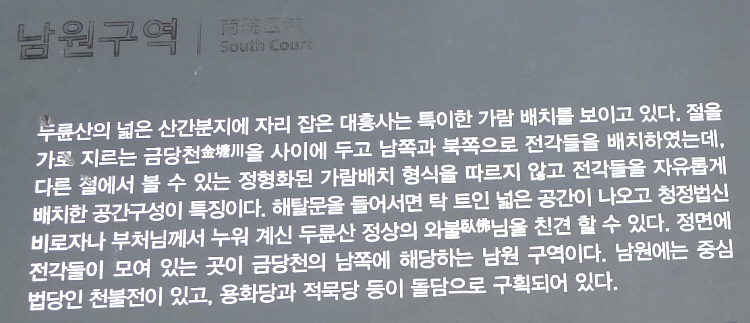 남원구역 | 南院区域
South Court
두륜산의 넓은 산간분지에 자리 잡은 대흥사는 특이한 가람 배치를 보이고 있다. 절을
가로 지르는 금당천金塘川을 사이에 두고 남쪽과 북쪽으로 전각들을 배치하였는데,
다른 절에서 볼 수 있는 정형화된 가람배치 형식을 따르지 않고 전각들을 자유롭게
배치한 공간구성이 특징이다. 해탈문을 들어서면 탁 트인 넓은 공간이 나오고 청정법신
비로자나 부처님께서 누워 계신 두륜산 정상의 와불臥佛님을 친견 할 수 있다. 정면에
전각들이 모여 있는 곳이 금당천의 남쪽에 해당하는 남원 구역이다. 남원에는 중심
법당인 천불전이 있고, 용화당과 적묵당 등이 돌담으로 구획되어 있다.